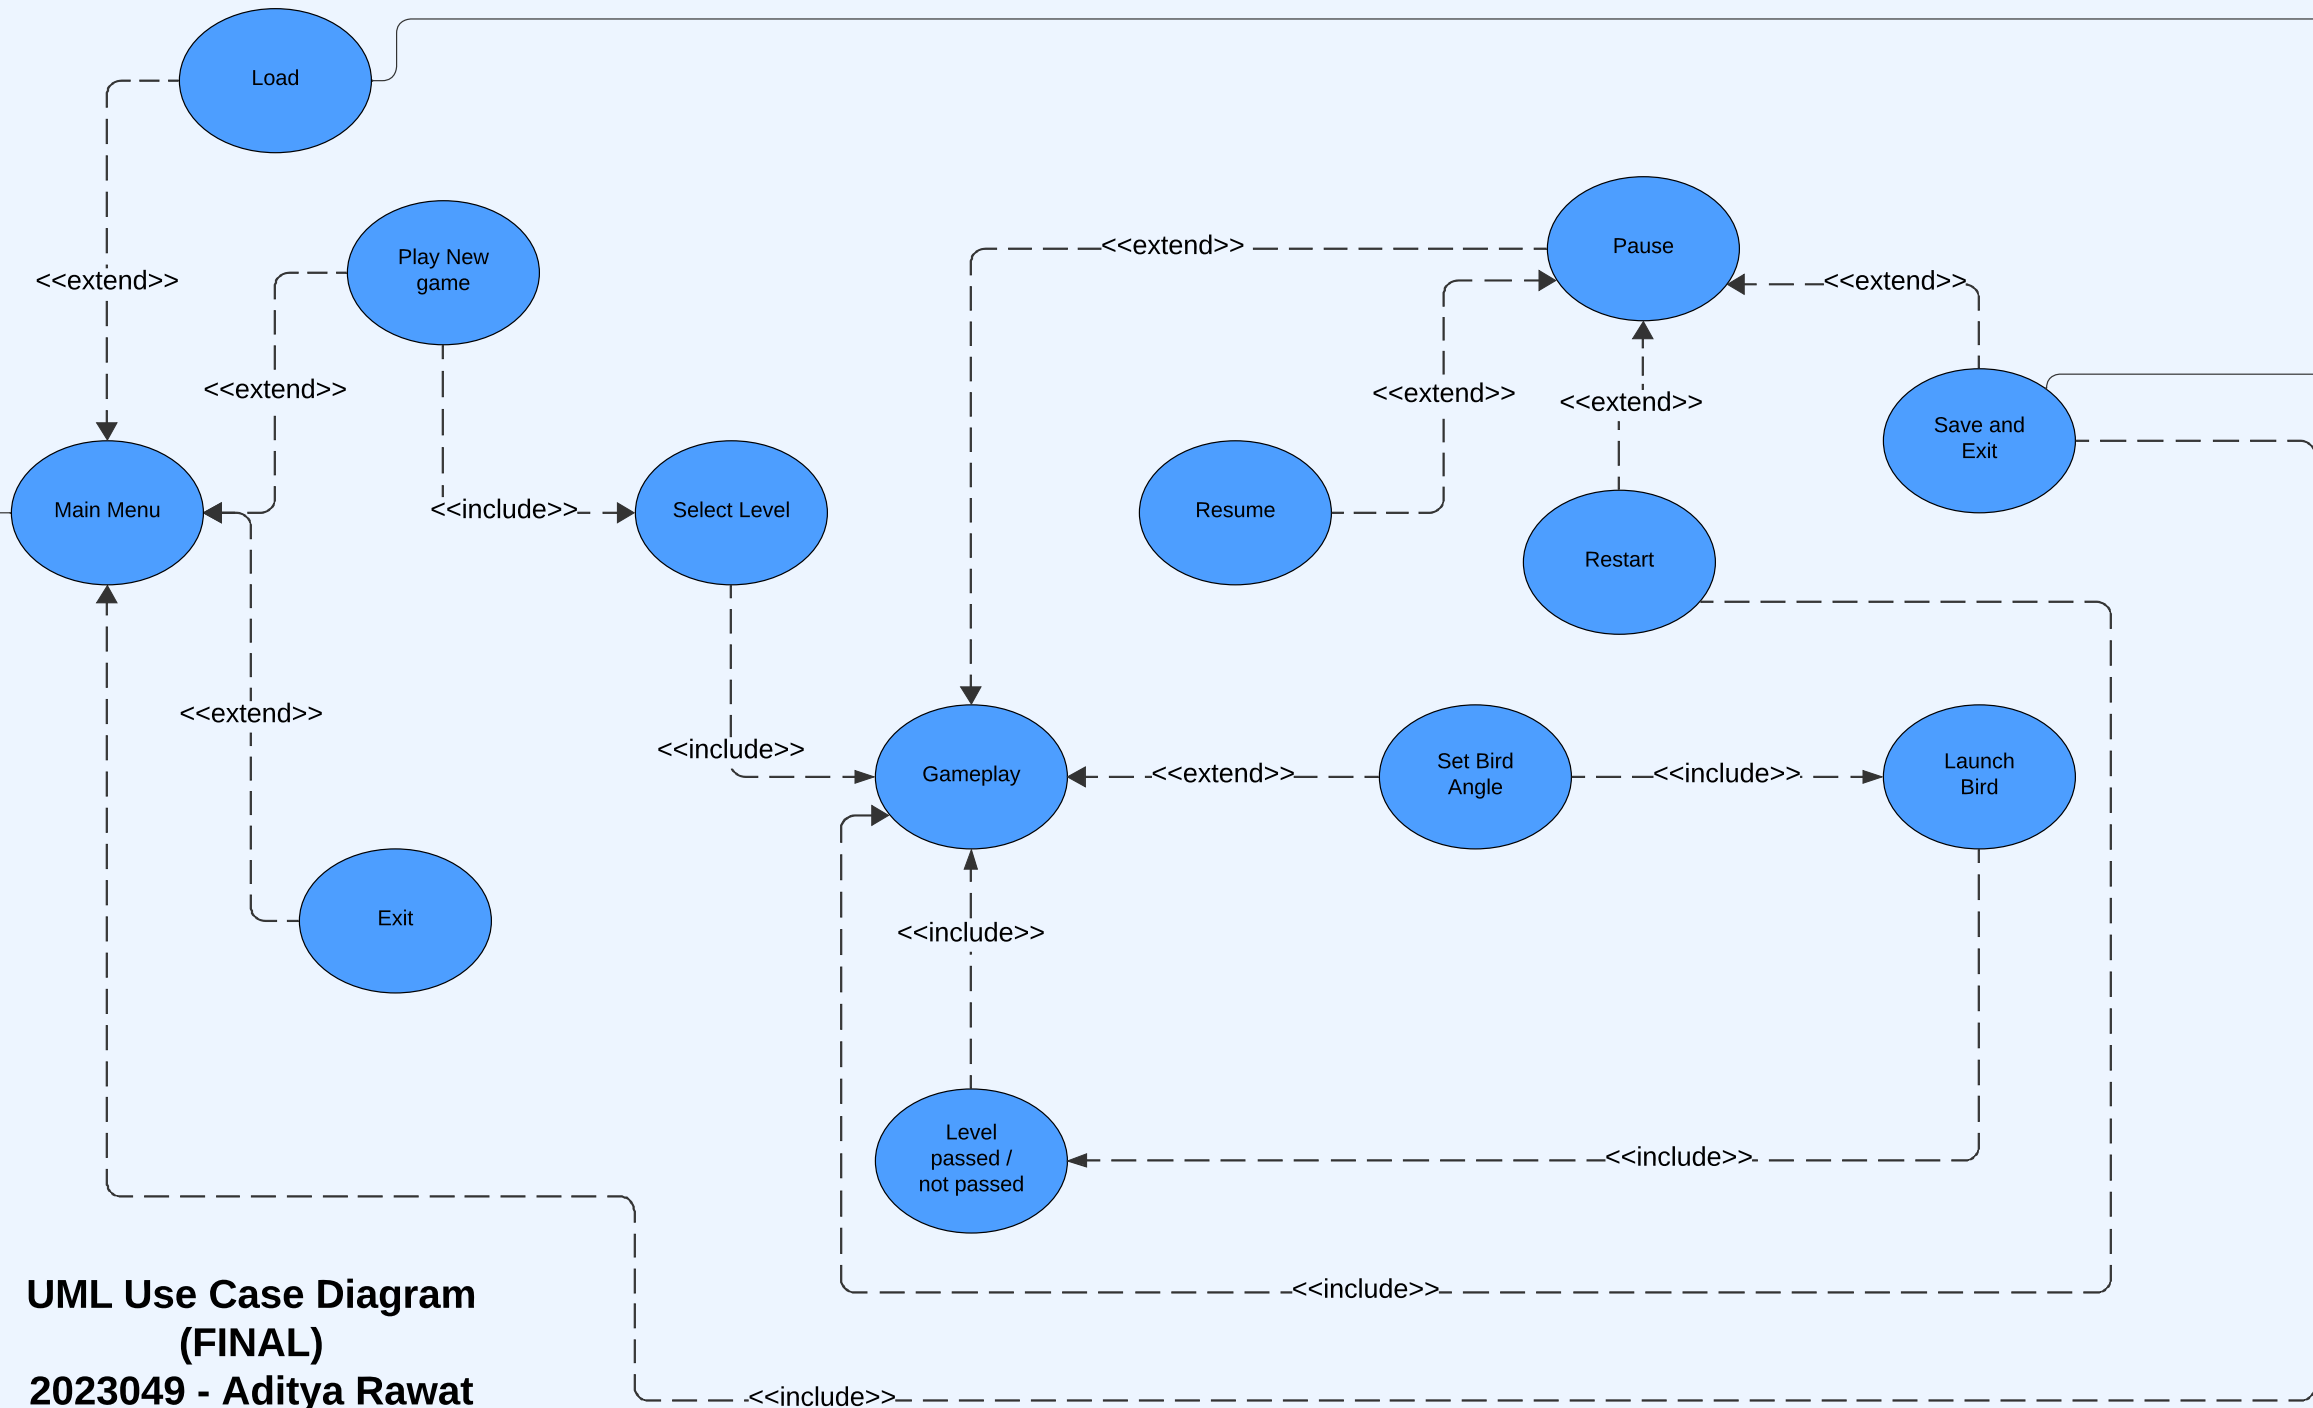 Load
Play New
game
<<extend>>
Pause
<<extend>>
<<extend>>
<<extend>>
<<extend>>
<<extend>>
Save and
Exit
Main Menu
<<include>>
Select Level
Resume
Restart
<<extend>>
<<include>>
Gameplay
<<extend>>
Set Bird
Angle
<<include>>
Launch
Bird
Exit
<<include>>
Level
passed /
not passed
<<include>>
<<include>>
UML Use Case Diagram
(FINAL)
2023049 - Aditya Rawat
<<include>>